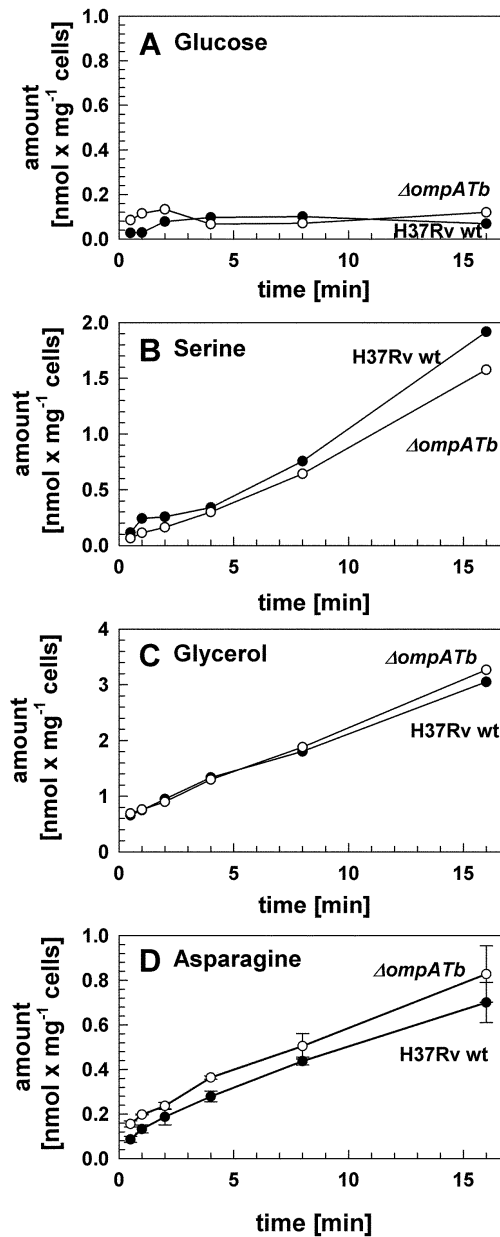 A Glucose
amount
[nmol x mg-1 cells]
1.0
0.8
0.6
0.4
0.2
0.0
ΔompATb
H37Rv wt
0 5 10 15
time [min]
B Serine
amount
[nmol x mg-1 cells]
2.0
1.5
1.0
0.5
0.0
H37Rv wt
ΔompATb
0 5 10 15
time [min]
C Glycerol
amount
[nmol x mg-1 cells]
4
3
2
1
0
ΔompATb
H37Rv wt
0 5 10 15
time [min]
D Asparagine
amount
[nmol x mg-1 cells]
1.0
0.8
0.6
0.4
0.2
0.0
ΔompATb
H37Rv wt
0 5 10 15
time [min]